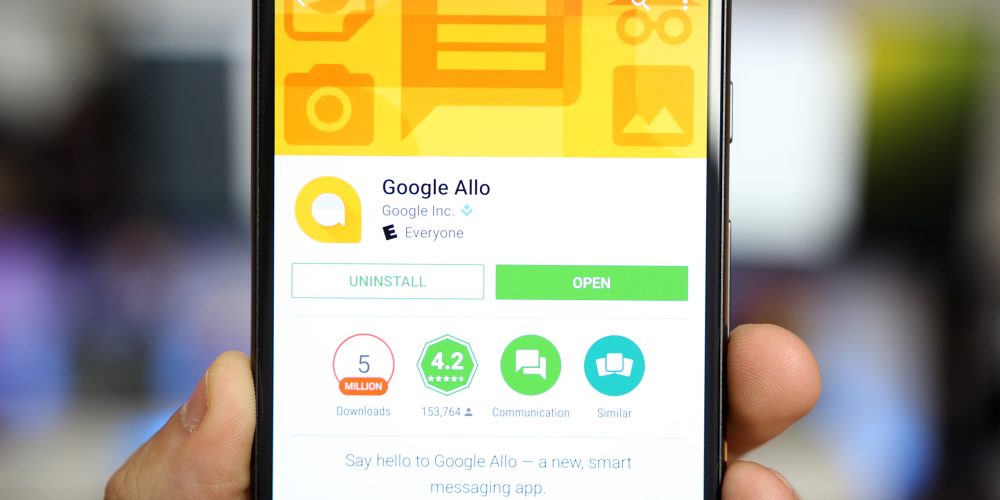 Google Allo
Google Inc.
E Everyone
UNINSTALL
OPEN
5
MILLION
Downloads
4.2
153,764
Communication
Similar
Say hello to Google Allo — a new, smart
messaging app.